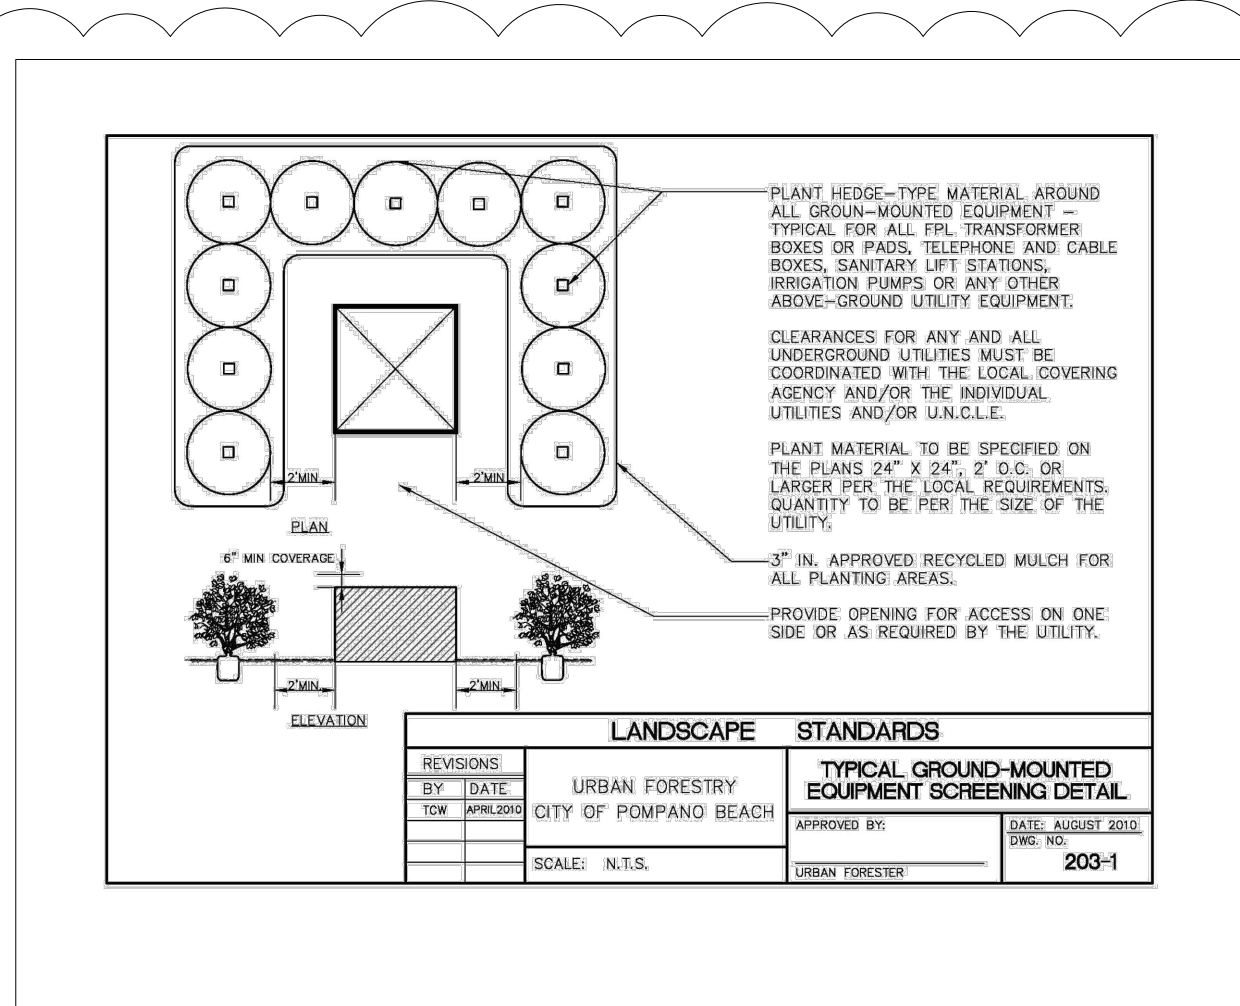 PLANT HEDGE-TYPE MATERIAL AROUND
ALL GROUN-MOUNTED EQUIPMENT -
TYPICAL FOR ALL FPL TRANSFORMER
BOXES OR PADS, TELEPHONE AND CABLE
BOXES, SANITARY LIFT STATIONS,
IRRIGATION PUMPS OR ANY OTHER
ABOVE-GROUND UTILITY EQUIPMENT.
CLEARANCES FOR ANY AND ALL
UNDERGROUND UTILITIES MUST BE
COORDINATED WITH THE LOCAL COVERING
AGENCY AND/OR THE INDIVIDUAL
UTILITIES AND/OR U.N.C.L.E.
PLANT MATERIAL TO BE SPECIFIED ON
THE PLANS 24" X 24", 2' O.C. OR
LARGER PER THE LOCAL REQUIREMENTS.
QUANTITY TO BE PER THE SIZE OF THE
UTILITY.
3" IN. APPROVED RECYCLED MULCH FOR
ALL PLANTING AREAS.
PROVIDE OPENING FOR ACCESS ON ONE
SIDE OR AS REQUIRED BY THE UTILITY.
2'MIN. 2'MIN.
PLAN
6" MIN COVERAGE
2'MIN. 2'MIN.
ELEVATION
LANDSCAPE STANDARDS
REVISIONS
BY DATE
TCW APRIL2010
URBAN FORESTRY
CITY OF POMPANO BEACH
SCALE: N.T.S.
TYPICAL GROUND-MOUNTED
EQUIPMENT SCREENING DETAIL
APPROVED BY:
URBAN FORESTER
DATE: AUGUST 2010
DWG. NO.
203-1